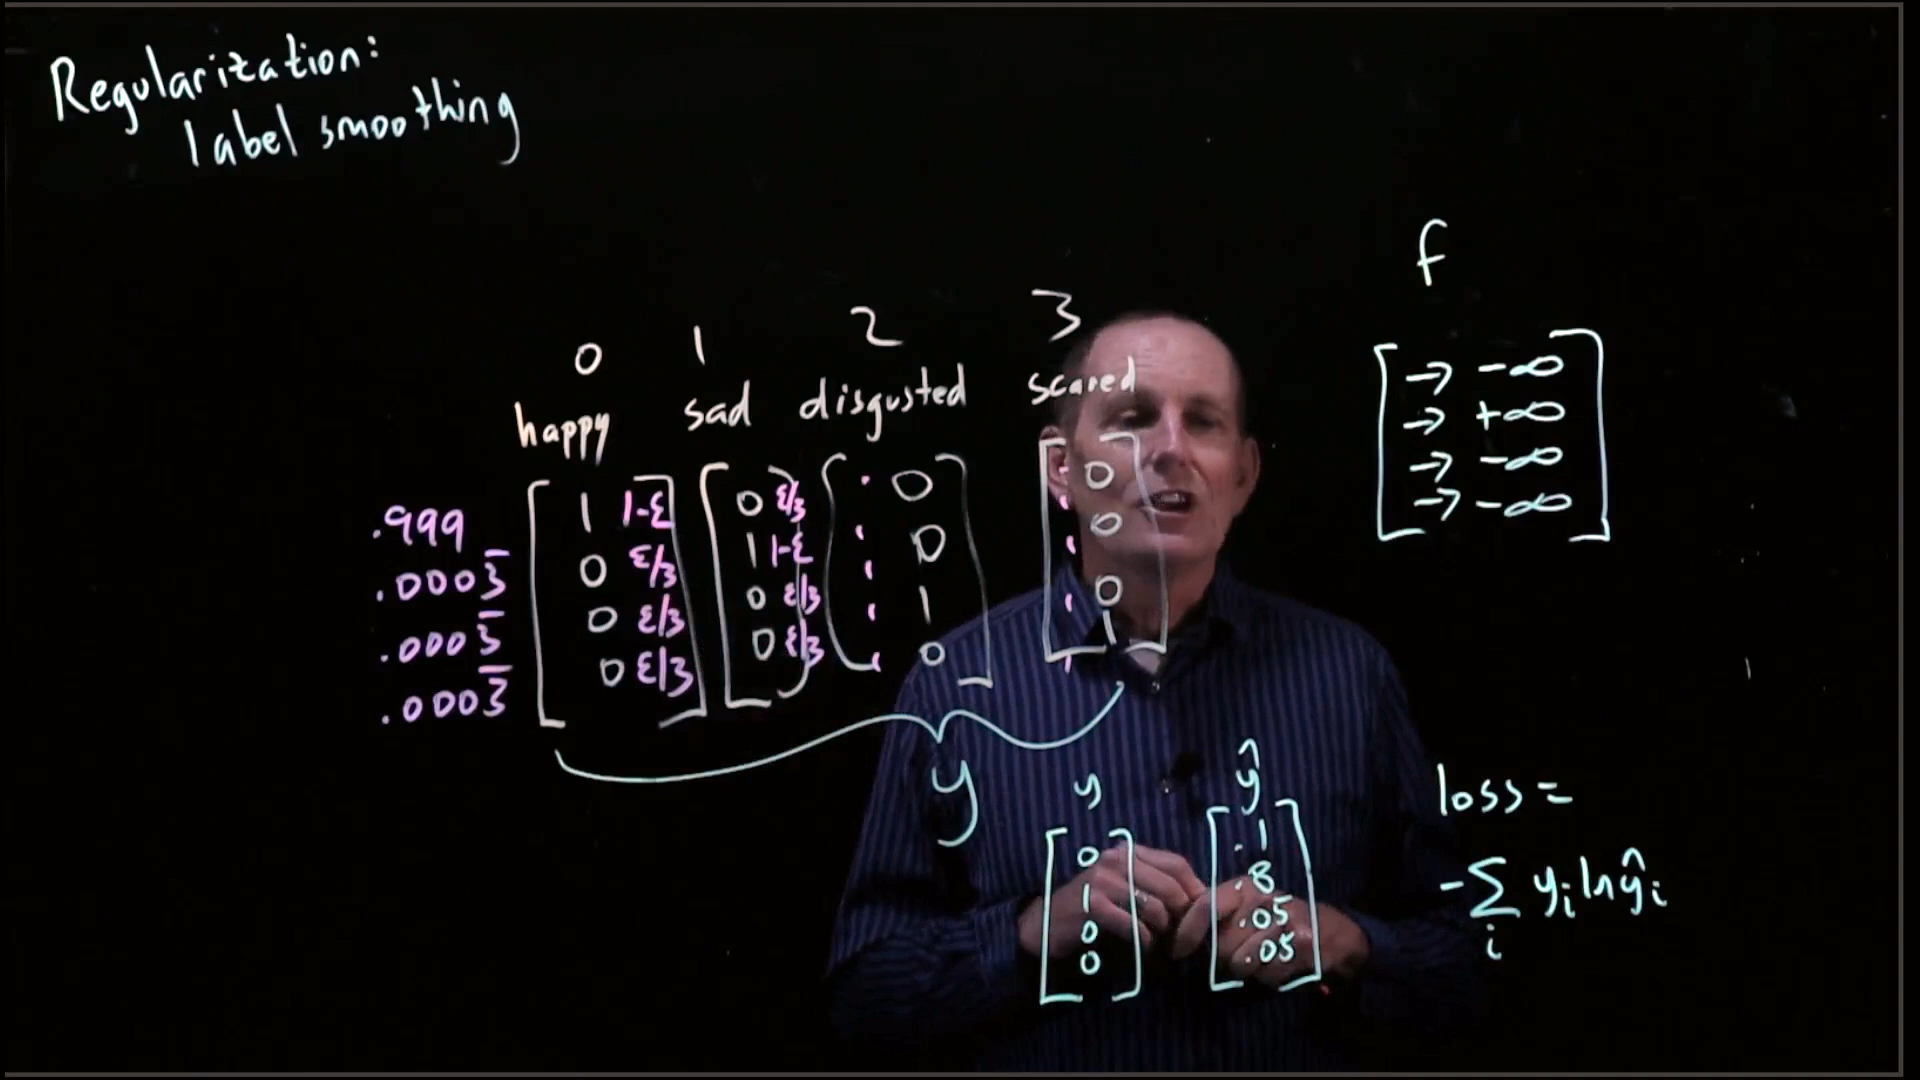 Regularization:
label smoothing
f
0 1 2 3
happy sad disgusted scared
→ -∞
→ +∞
→ -∞
→ -∞
.999 1 1-ε 0 ε/3 0 0
.0003̅ 0 ε/3 1 1-ε 0 0
.0003̅ 0 ε/3 0 ε/3 1 0
.0003̅ 0 ε/3 0 ε/3 0 1
y
y ŷ
0 .1
1 .8
0 .05
0 .05
loss =
-∑ yᵢ ln ŷᵢ
i